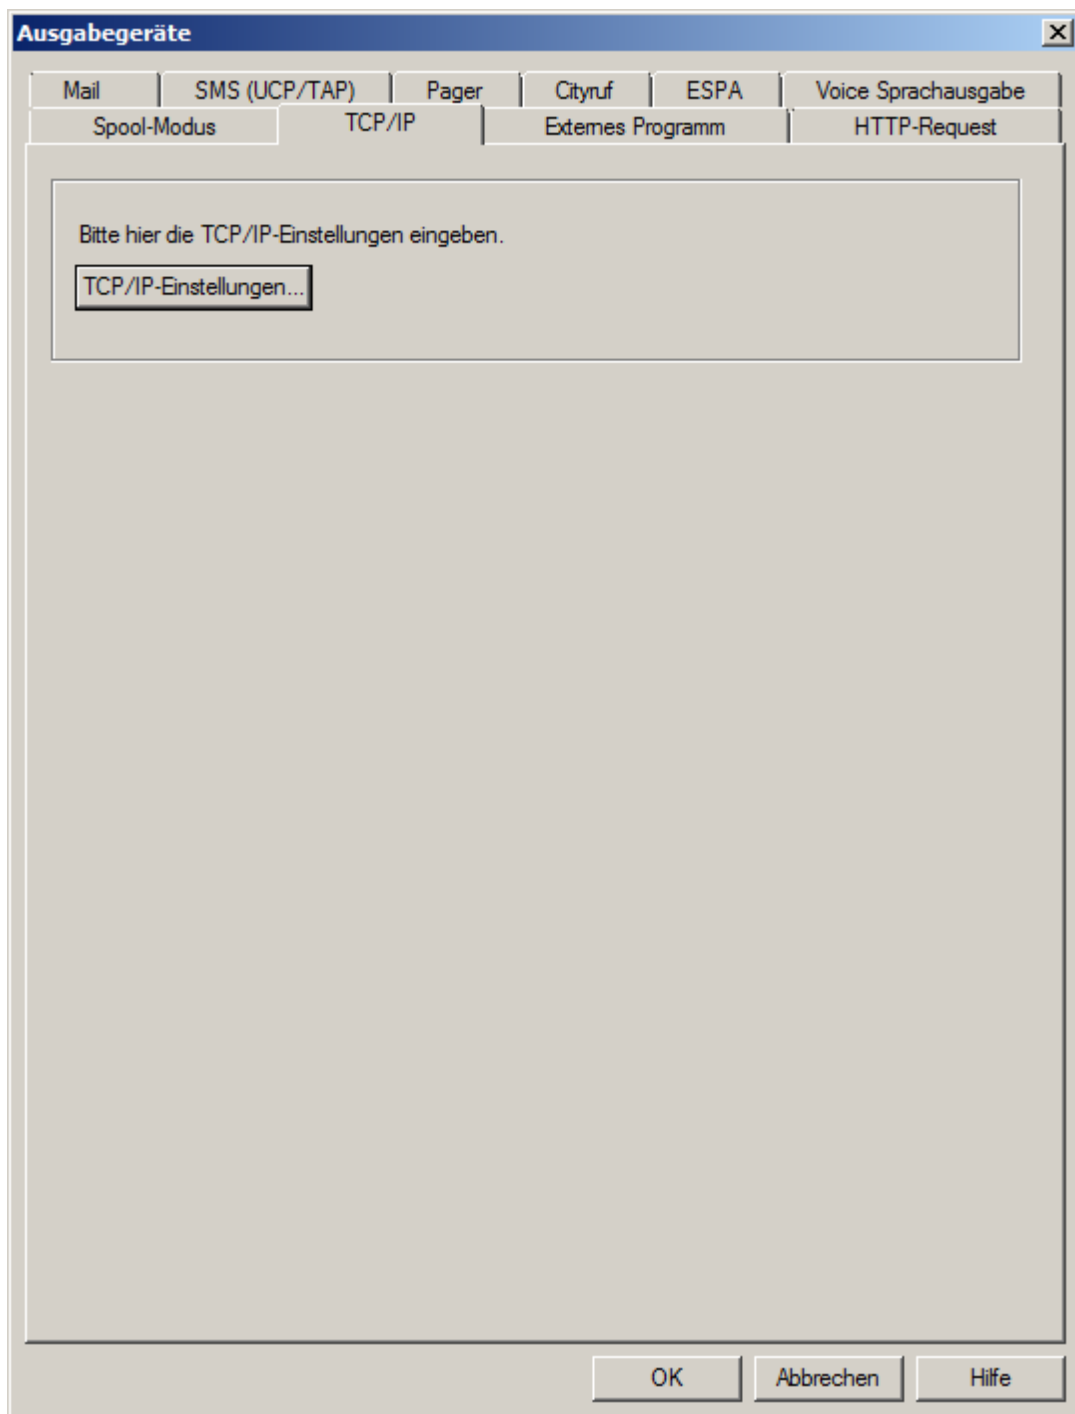 Ausgabegeräte
Mail SMS (UCP/TAP) Pager Cityruf ESPA Voice Sprachausgabe
Spool-Modus TCP/IP Externes Programm HTTP-Request
Bitte hier die TCP/IP-Einstellungen eingeben.
TCP/IP-Einstellungen...
OK Abbrechen Hilfe